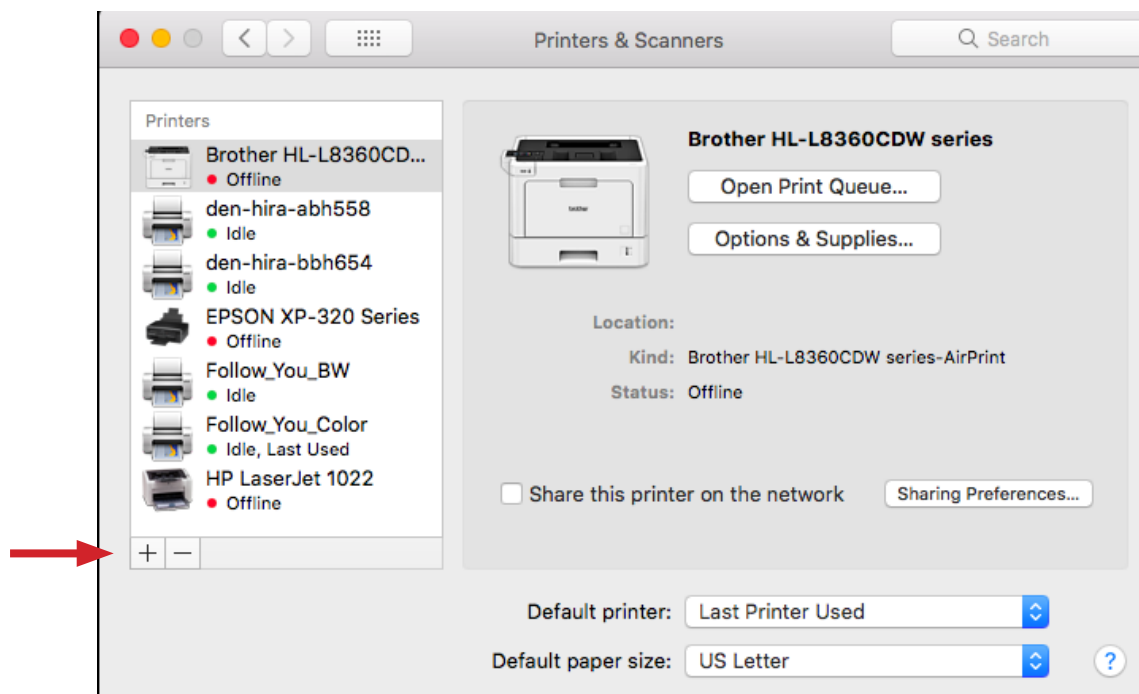 Printers & Scanners
Search
Printers
Brother HL-L8360CD...
Offline
den-hira-abh558
Idle
den-hira-bbh654
Idle
EPSON XP-320 Series
Offline
Follow_You_BW
Idle
Follow_You_Color
Idle, Last Used
HP LaserJet 1022
Offline
+ −
brother
Brother HL-L8360CDW series
Open Print Queue...
Options & Supplies...
Location:
Kind: Brother HL-L8360CDW series-AirPrint
Status: Offline
Share this printer on the network
Sharing Preferences...
Default printer: Last Printer Used
Default paper size: US Letter
?